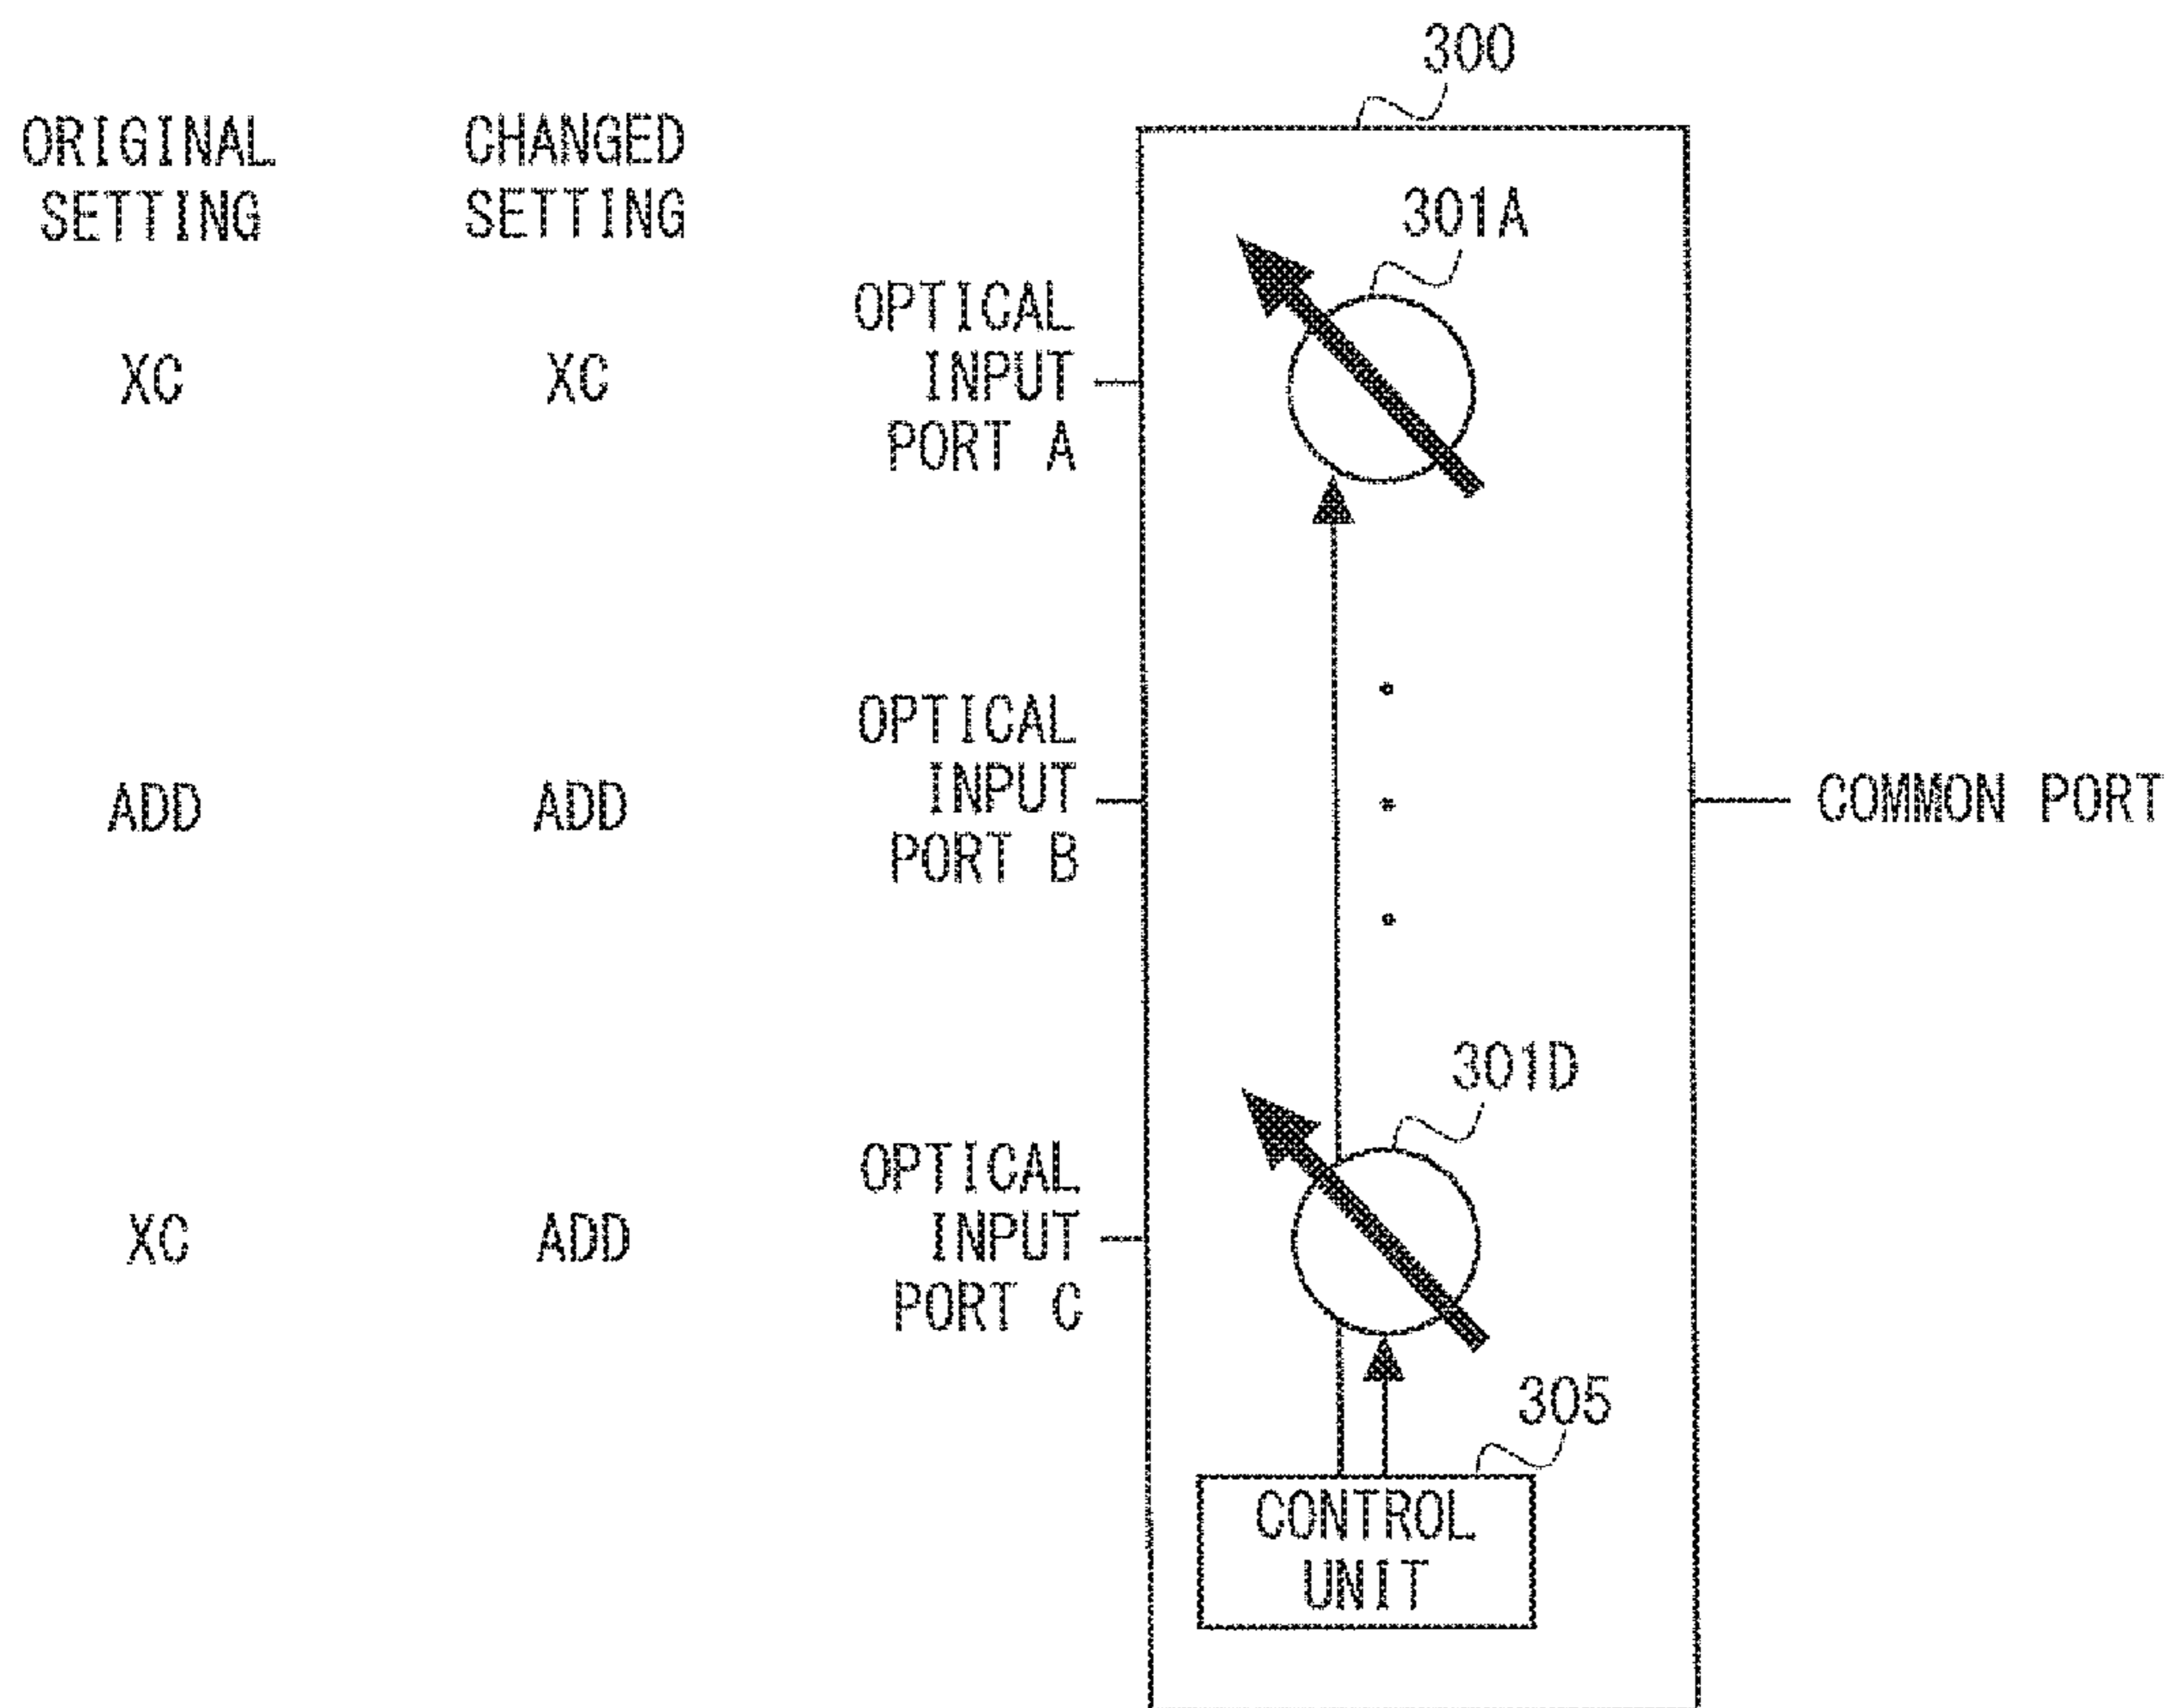 300
ORIGINAL
SETTING
CHANGED
SETTING
301A
OPTICAL
INPUT
PORT A
XC
XC
OPTICAL
INPUT
PORT B
ADD
ADD
COMMON PORT
301D
OPTICAL
INPUT
PORT C
XC
ADD
305
CONTROL
UNIT